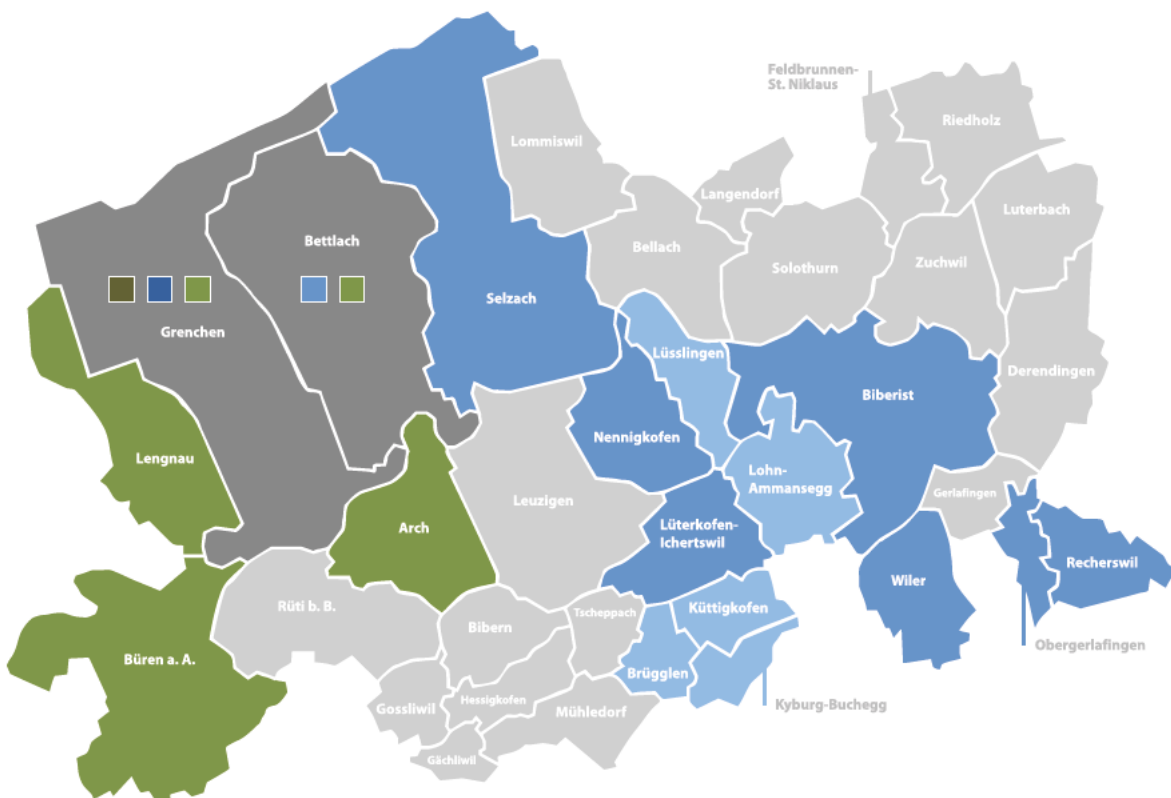 Feldbrunnen-
St. Niklaus
Riedholz
Lommiswil
Langendorf
Luterbach
Bettlach
Bellach
Solothurn
Zuchwil
Selzach
Grenchen
Lüsslingen
Derendingen
Biberist
Nennigkofen
Lengnau
Lohn-
Ammansegg
Leuzigen
Gerlafingen
Arch
Lüterkofen-
Ichertswil
Recherswil
Wiler
Rüti b. B.
Küttigkofen
Tscheppach
Bibern
Obergerlafingen
Büren a. A.
Brügglen
Hessigkofen
Kyburg-Buchegg
Gossliwil
Mühledorf
Gächliwil